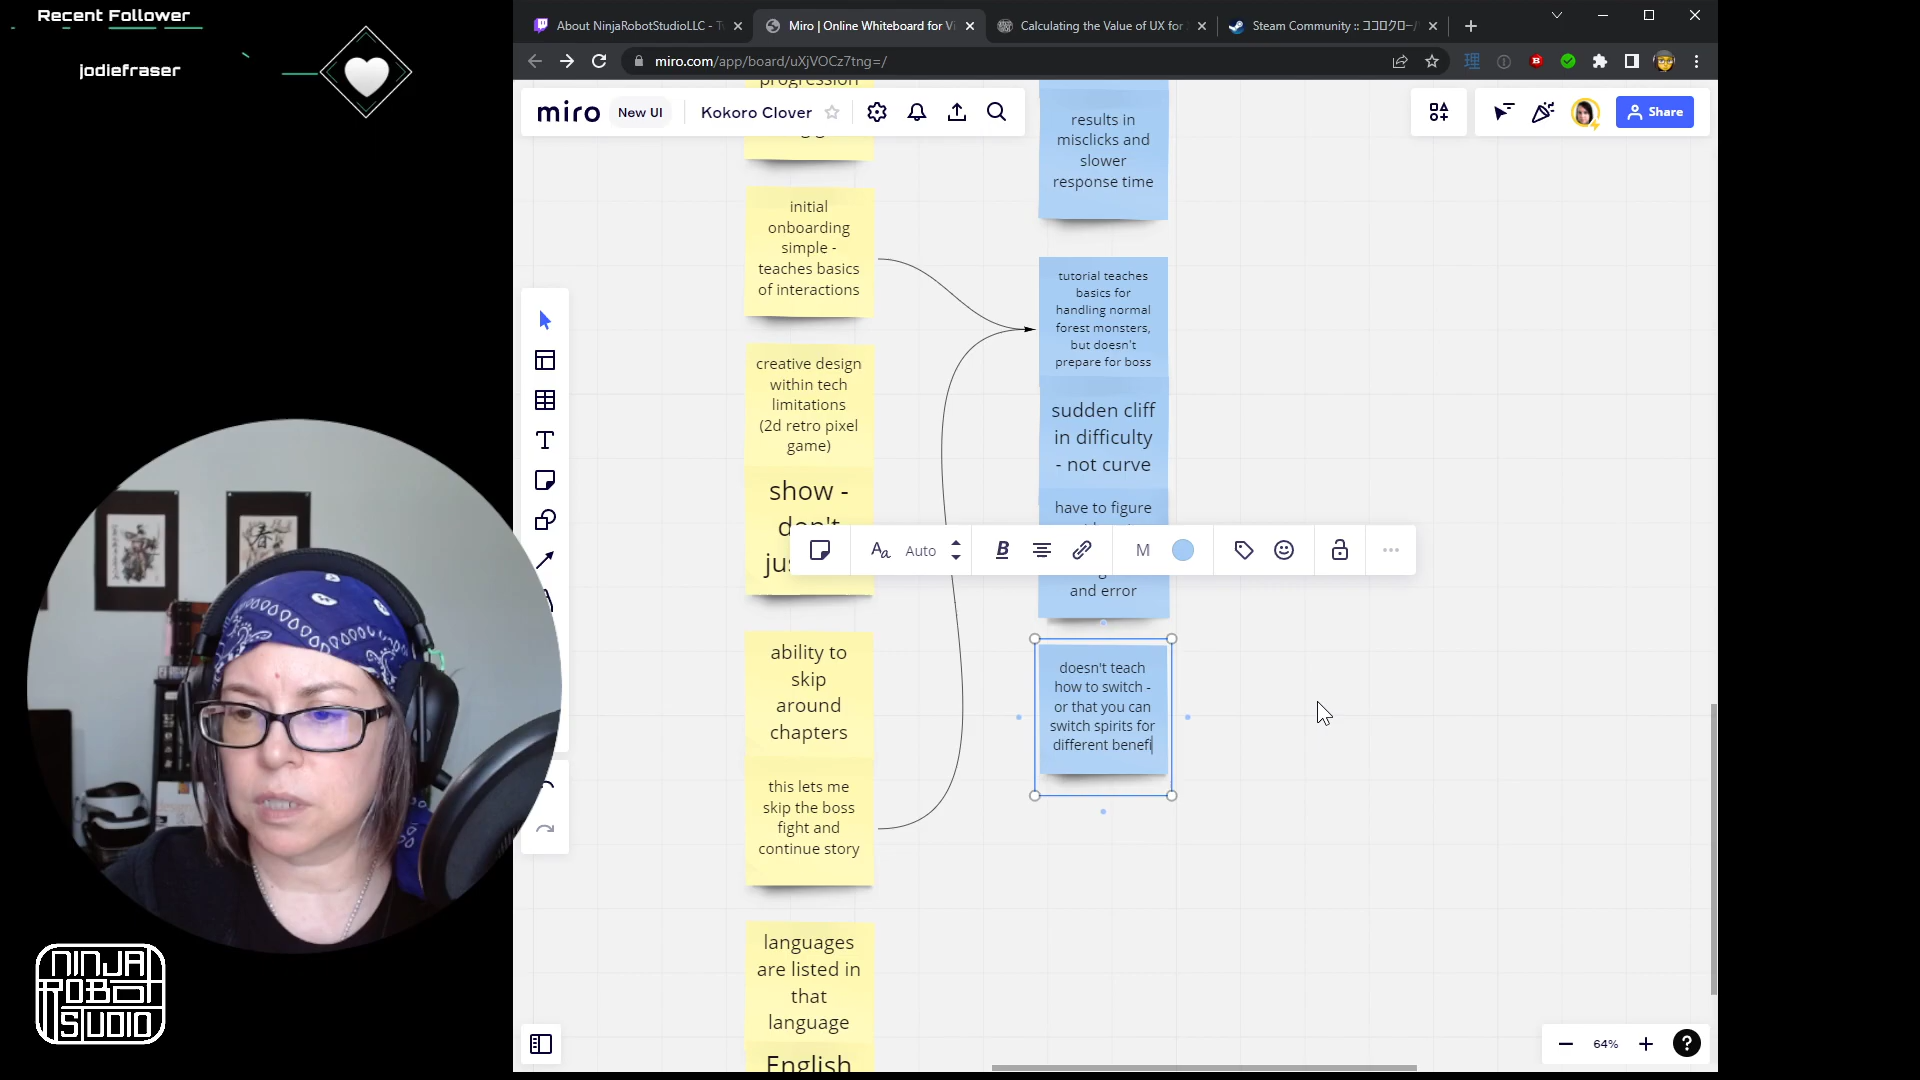 Recent Follower
jodiefraser
NINJA
ROBOT
STUDIO
About NinjaRobotStudioLLC - Tw
Miro | Online Whiteboard for Vi
Calculating the Value of UX for
Steam Community :: ココロクロー
miro.com/app/board/uXjVOCz7tng=/
miro
New UI
Kokoro Clover
Share
progression
initial
onboarding
simple -
teaches basics
of interactions
creative design
within tech
limitations
(2d retro pixel
game)
show -
don't
ability to
skip
around
chapters
this lets me
skip the boss
fight and
continue story
languages
are listed in
that
language
English
results in
misclicks and
slower
response time
tutorial teaches
basics for
handling normal
forest monsters,
but doesn't
prepare for boss
sudden cliff
in difficulty
- not curve
have to figure
and error
Aa
Auto
B
M
doesn't teach
how to switch -
or that you can
switch spirits for
different benefi
64%
?